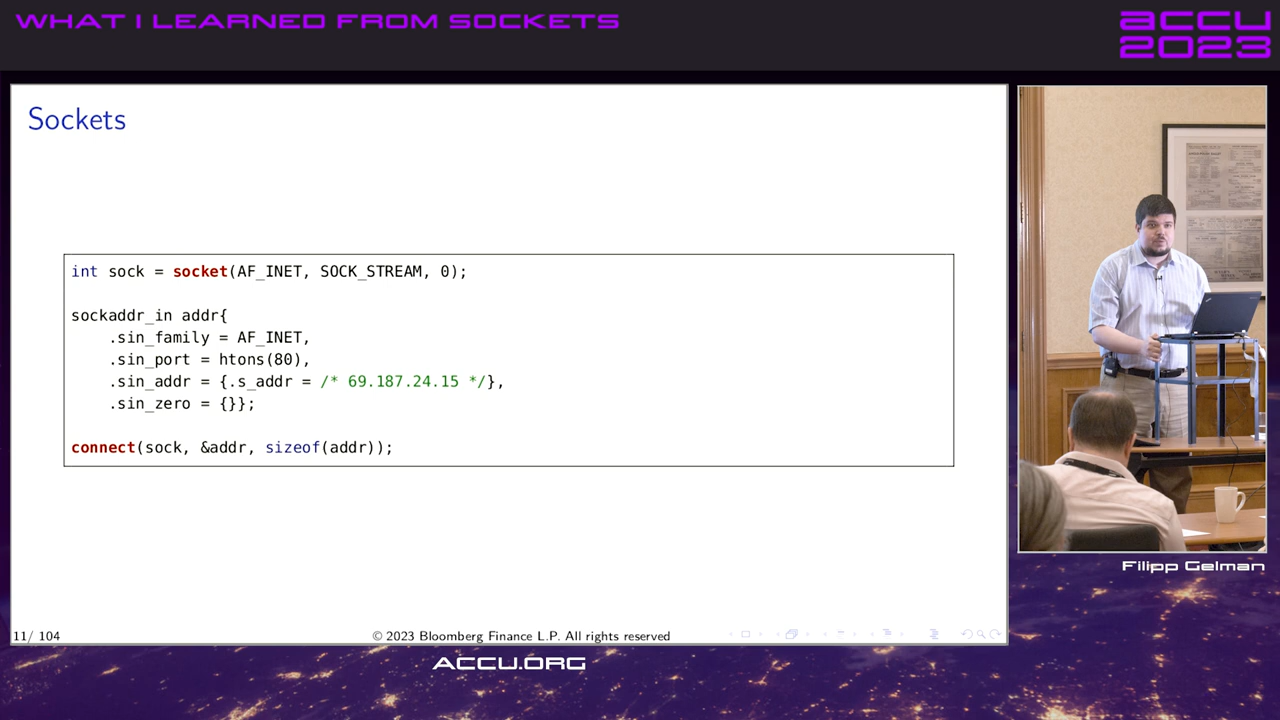 WHAT I LEARNED FROM SOCKETS
accu
2023
Sockets
int sock = socket(AF_INET, SOCK_STREAM, 0);
sockaddr_in addr{
.sin_family = AF_INET,
.sin_port = htons(80),
.sin_addr = {.s_addr = /* 69.187.24.15 */},
.sin_zero = {}};
connect(sock, &addr, sizeof(addr));
11/ 104
© 2023 Bloomberg Finance L.P. All rights reserved
Filipp Gelman
ACCU.ORG